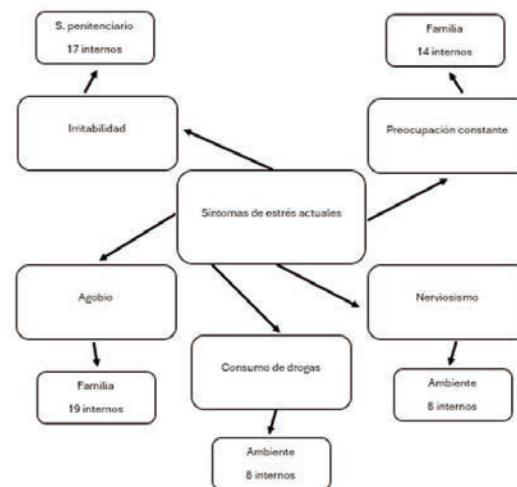 S. penitenciario
17 internos
Familia
14 internos
Irritabilidad
Preocupación constante
Síntomas de estrés actuales
Agobio
Nerviosismo
Consumo de drogas
Familia
19 internos
Ambiente
8 internos
Ambiente
8 internos